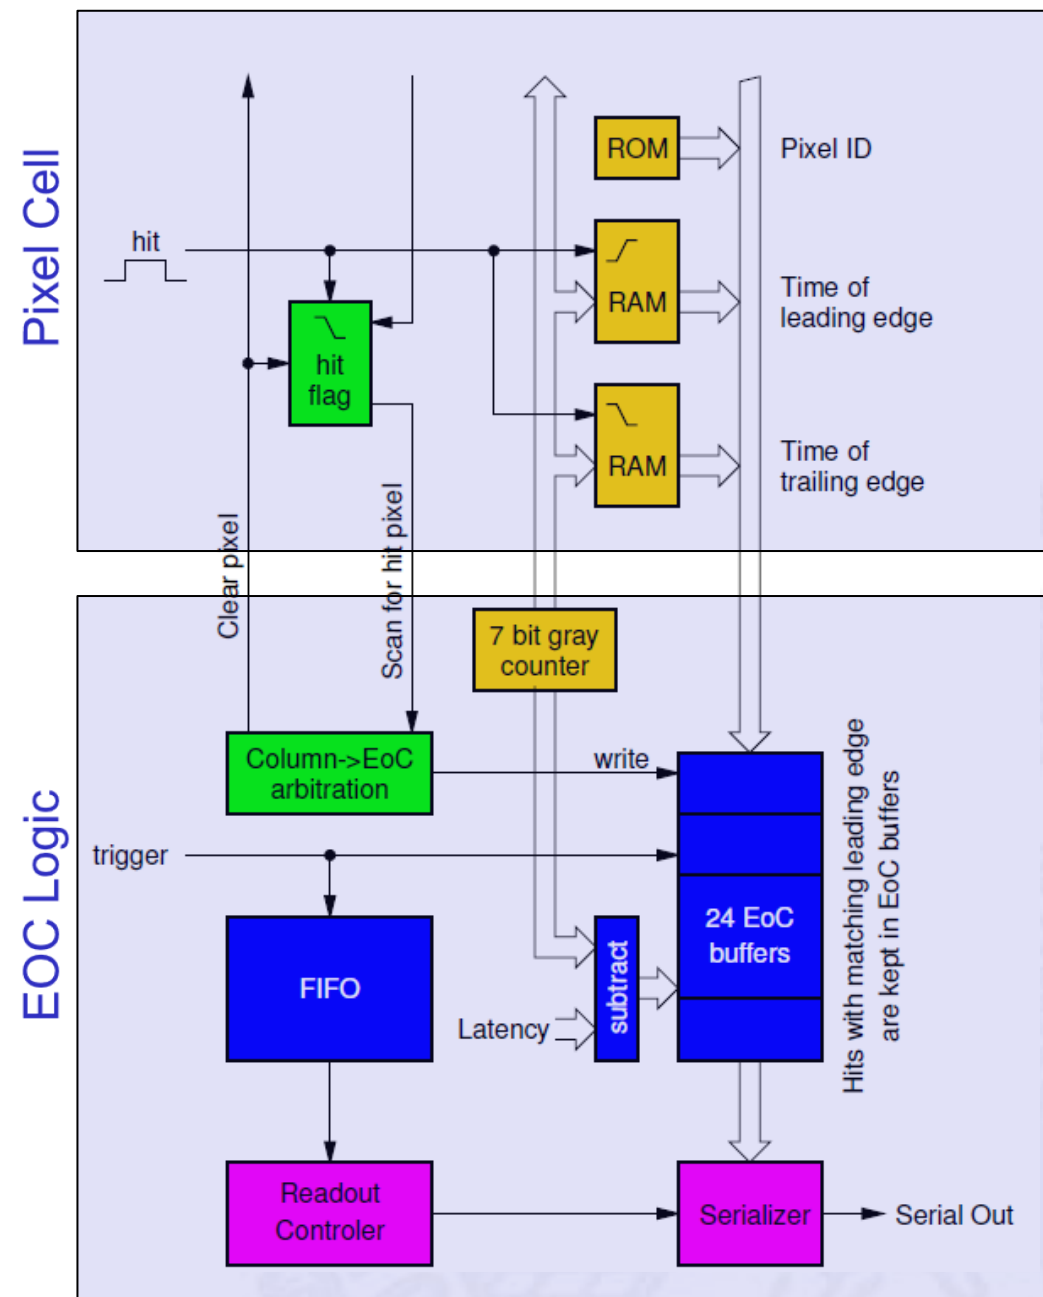 Pixel Cell
ROM
Pixel ID
hit
RAM
Time of
leading edge
hit
flag
RAM
Time of
trailing edge
Clear pixel
Scan for hit pixel
EOC Logic
7 bit gray
counter
Column->EoC
arbitration
write
trigger
24 EoC
buffers
Hits with matching leading edge
are kept in EoC buffers
FIFO
subtract
Latency
Readout
Controler
Serializer
Serial Out